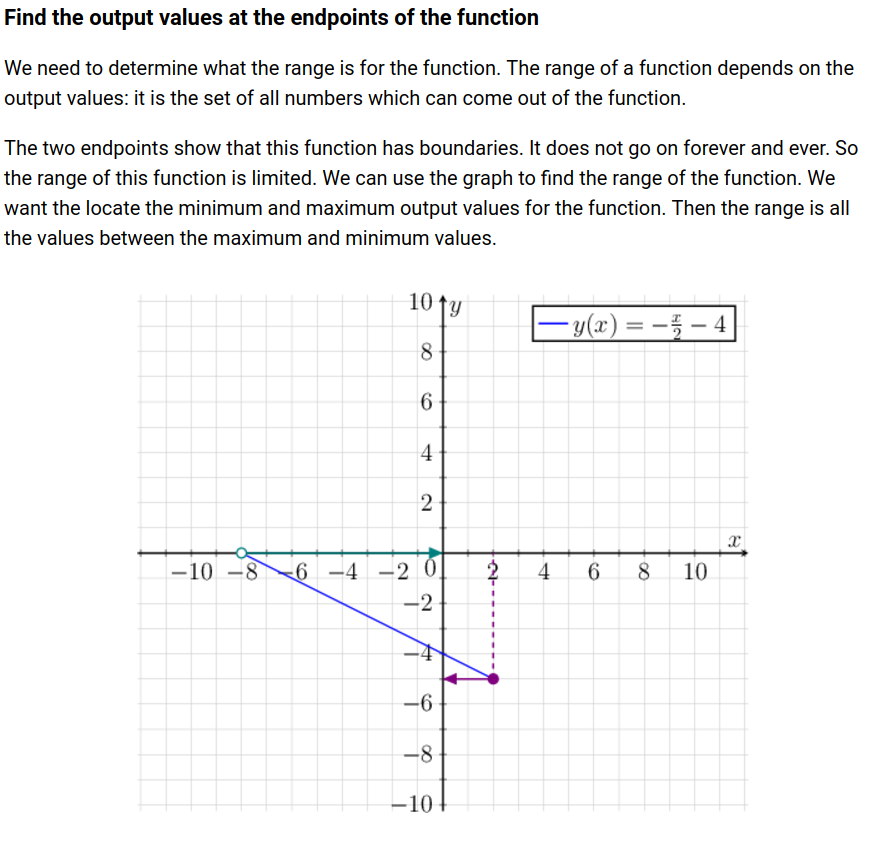 Find the output values at the endpoints of the function
We need to determine what the range is for the function. The range of a function depends on the
output values: it is the set of all numbers which can come out of the function.
The two endpoints show that this function has boundaries. It does not go on forever and ever. So
the range of this function is limited. We can use the graph to find the range of the function. We
want the locate the minimum and maximum output values for the function. Then the range is all
the values between the maximum and minimum values.
10 y
y(x) = −x/2 − 4
8
6
4
2
x
−10 −8 −6 −4 −2 0 2 4 6 8 10
−2
−4
−6
−8
−10